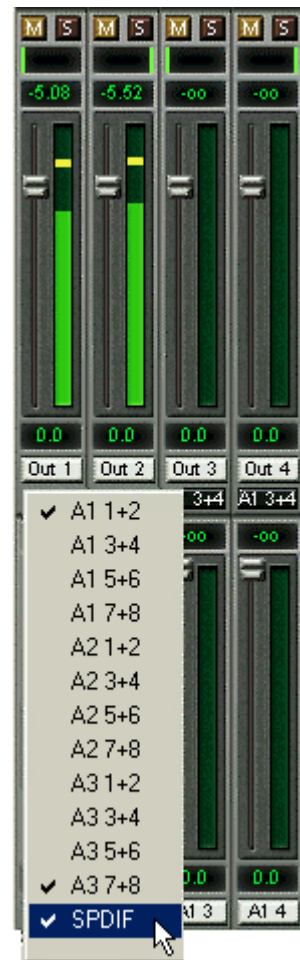 M S M S M S M S
-5.08 -5.52 -oo -oo
0.0 0.0 0.0 0.0
Out 1 Out 2 Out 3 Out 4
3+4 A1 3+4
-oo
A1 1+2
A1 3+4
A1 5+6
A1 7+8
A2 1+2
A2 3+4
A2 5+6
A2 7+8
A3 1+2
A3 3+4
A3 5+6
A3 7+8
SPDIF
0.0
A1 3 A1 4